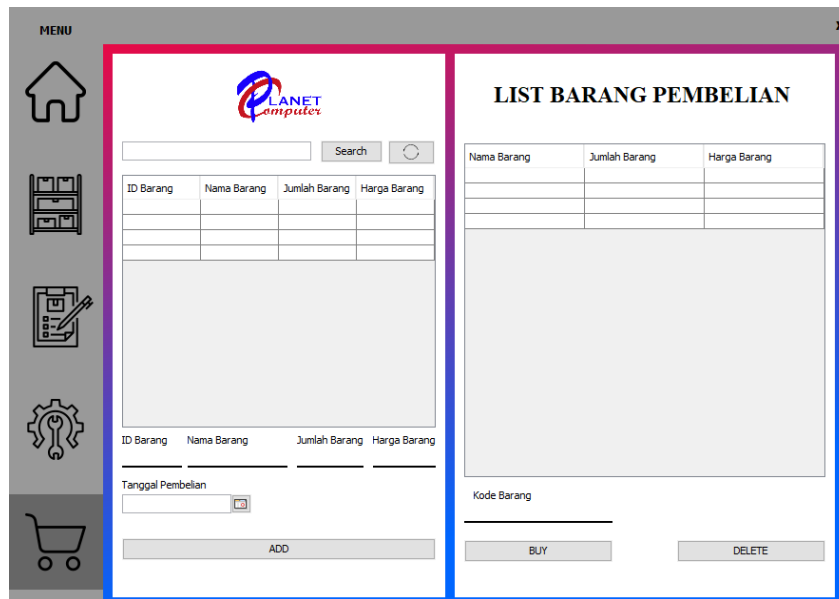 MENU
PLANET
Computer
Search
ID Barang Nama Barang Jumlah Barang Harga Barang
ID Barang Nama Barang Jumlah Barang Harga Barang
Tanggal Pembelian
ADD
LIST BARANG PEMBELIAN
Nama Barang Jumlah Barang Harga Barang
Kode Barang
BUY DELETE